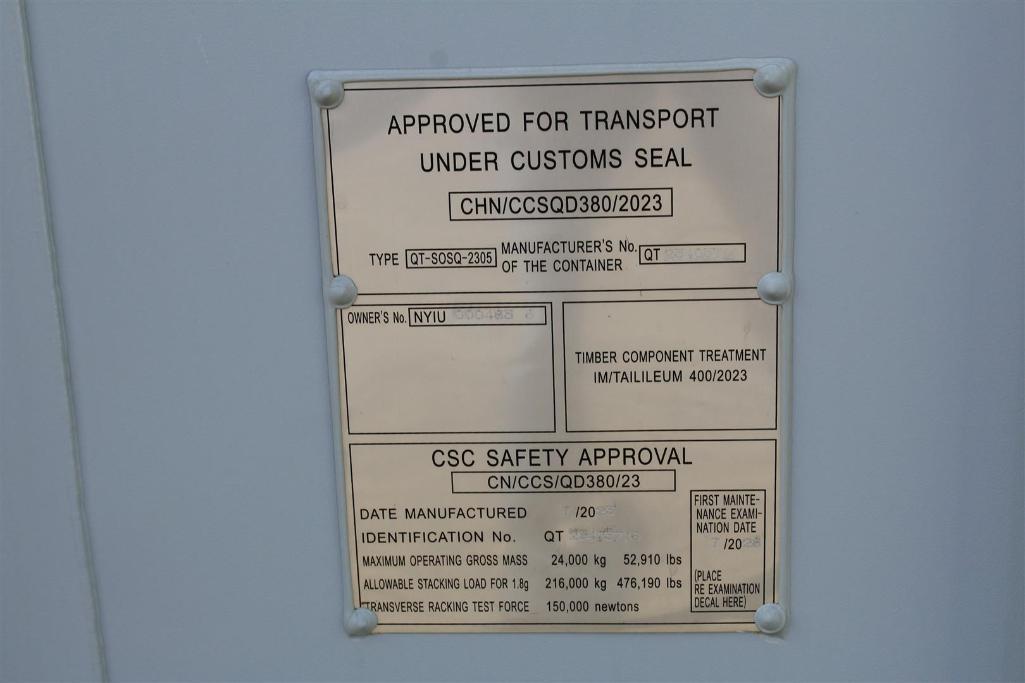 APPROVED FOR TRANSPORT
UNDER CUSTOMS SEAL
CHN/CCSQD380/2023
TYPE QT-SOSQ-2305 MANUFACTURER'S No. OF THE CONTAINER QT
OWNER'S No. NYIU
TIMBER COMPONENT TREATMENT
IM/TAILILEUM 400/2023
CSC SAFETY APPROVAL
CN/CCS/QD380/23
DATE MANUFACTURED /20
IDENTIFICATION No. QT
MAXIMUM OPERATING GROSS MASS 24,000 kg 52,910 lbs
ALLOWABLE STACKING LOAD FOR 1.8g 216,000 kg 476,190 lbs
TRANSVERSE RACKING TEST FORCE 150,000 newtons
FIRST MAINTE-
NANCE EXAMI-
NATION DATE
7/20
(PLACE
RE EXAMINATION
DECAL HERE)